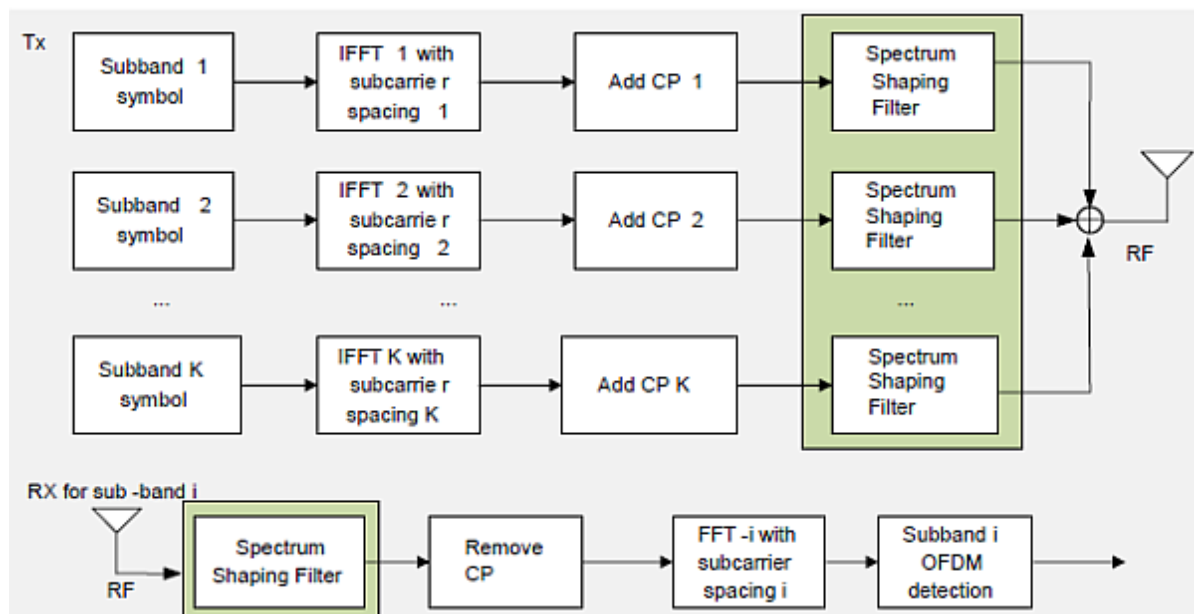 Tx
Subband 1
symbol
IFFT 1 with
subcarrie r
spacing 1
Add CP 1
Spectrum
Shaping
Filter
Subband 2
symbol
IFFT 2 with
subcarrie r
spacing 2
Add CP 2
Spectrum
Shaping
Filter
RF
...
...
...
Subband K
symbol
IFFT K with
subcarrie r
spacing K
Add CP K
Spectrum
Shaping
Filter
RX for sub -band i
RF
Spectrum
Shaping Filter
Remove
CP
FFT -i with
subcarrier
spacing i
Subband i
OFDM
detection